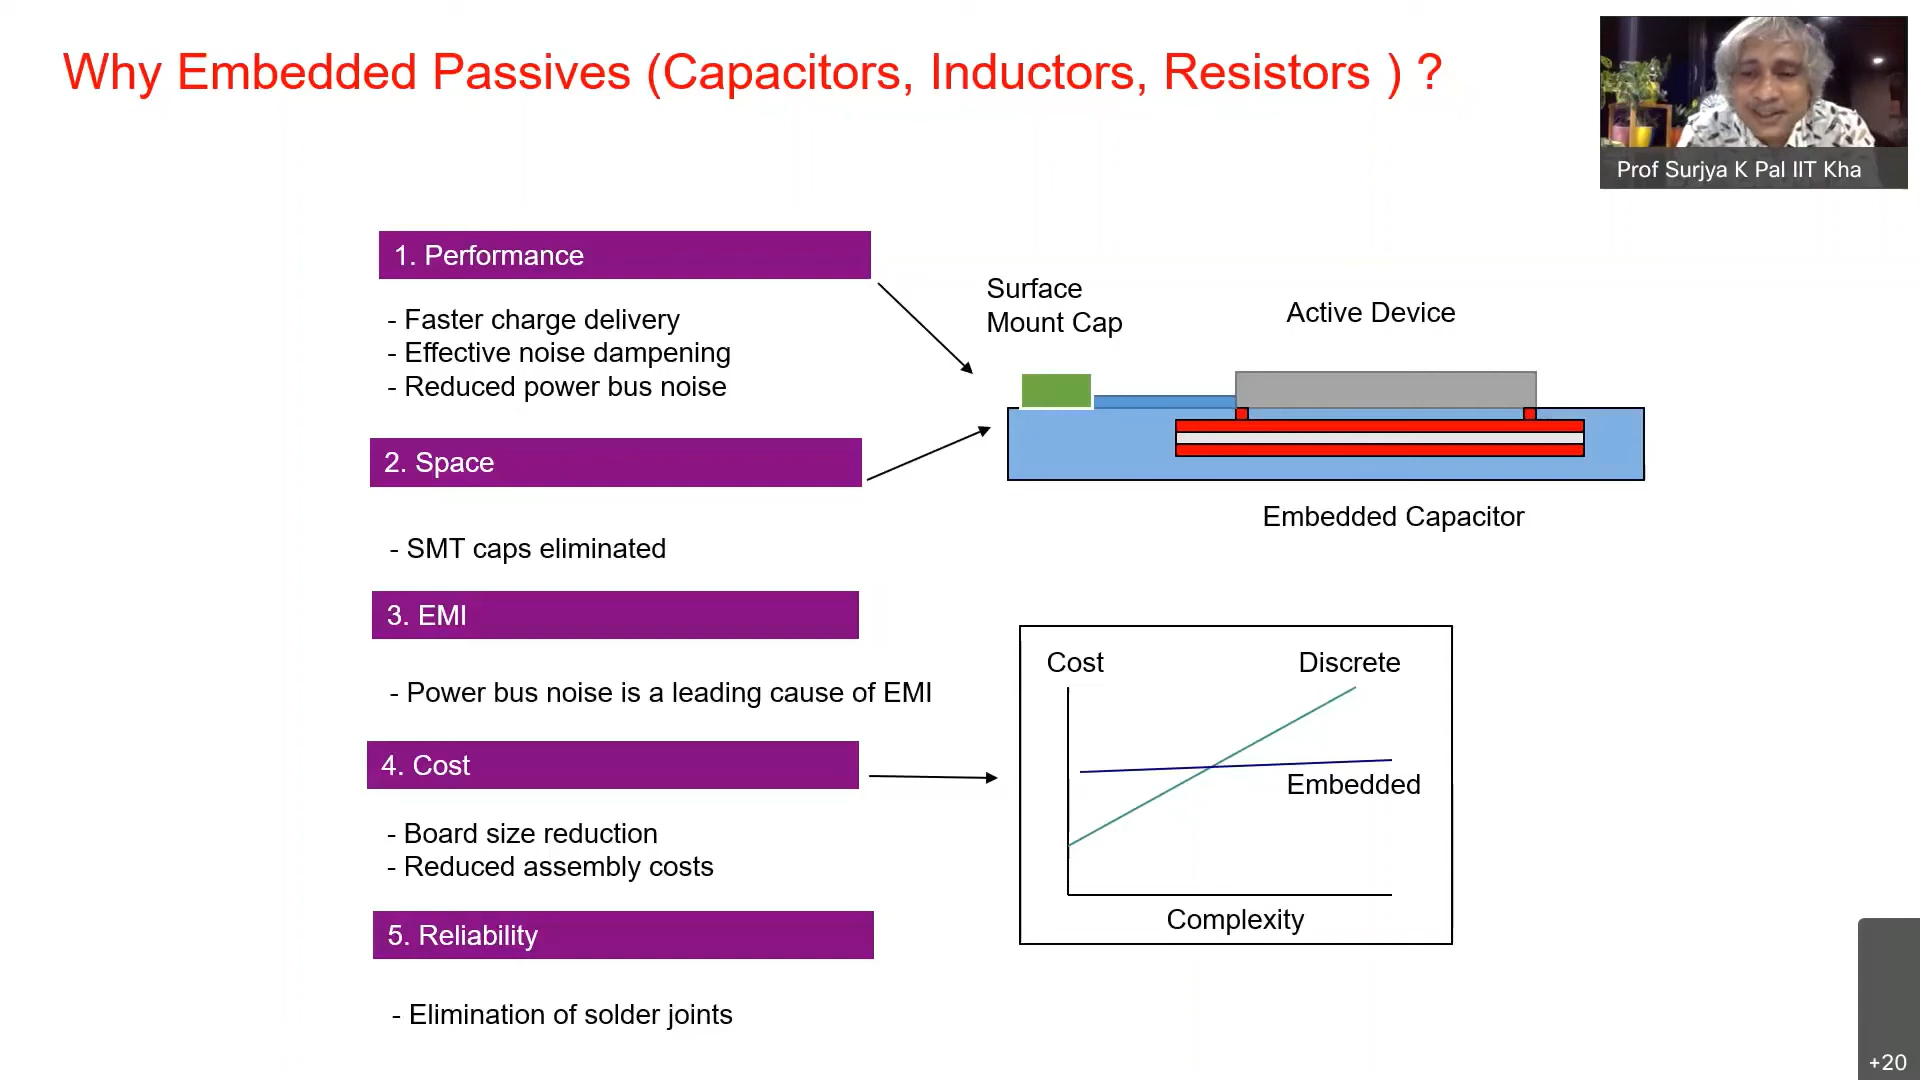 Why Embedded Passives (Capacitors, Inductors, Resistors ) ?
Prof Surjya K Pal IIT Kha
1. Performance
- Faster charge delivery
- Effective noise dampening
- Reduced power bus noise
2. Space
- SMT caps eliminated
3. EMI
- Power bus noise is a leading cause of EMI
4. Cost
- Board size reduction
- Reduced assembly costs
5. Reliability
- Elimination of solder joints
Surface
Mount Cap
Active Device
Embedded Capacitor
Cost
Discrete
Embedded
Complexity
+20